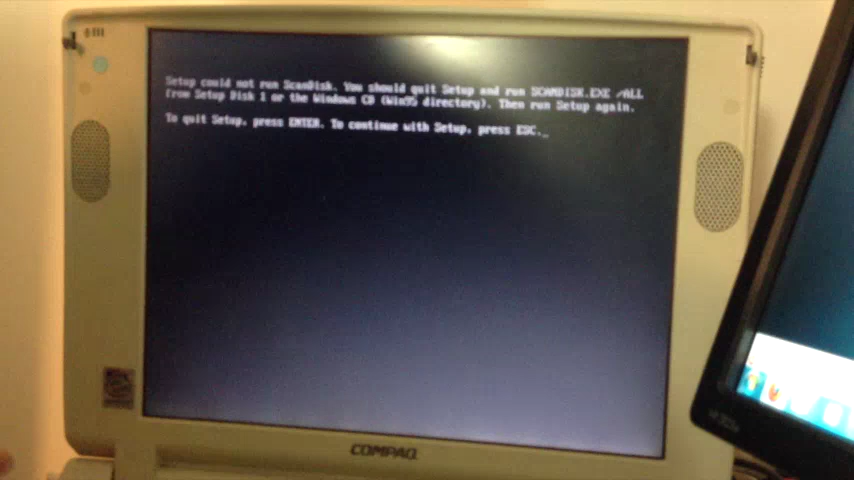 Setup could not run ScanDisk. You should quit Setup and run SCANDISK.EXE /ALL
from Setup Disk 1 or the Windows CD (Win95 directory). Then run Setup again.
To quit Setup, press ENTER. To continue with Setup, press ESC._
COMPAQ